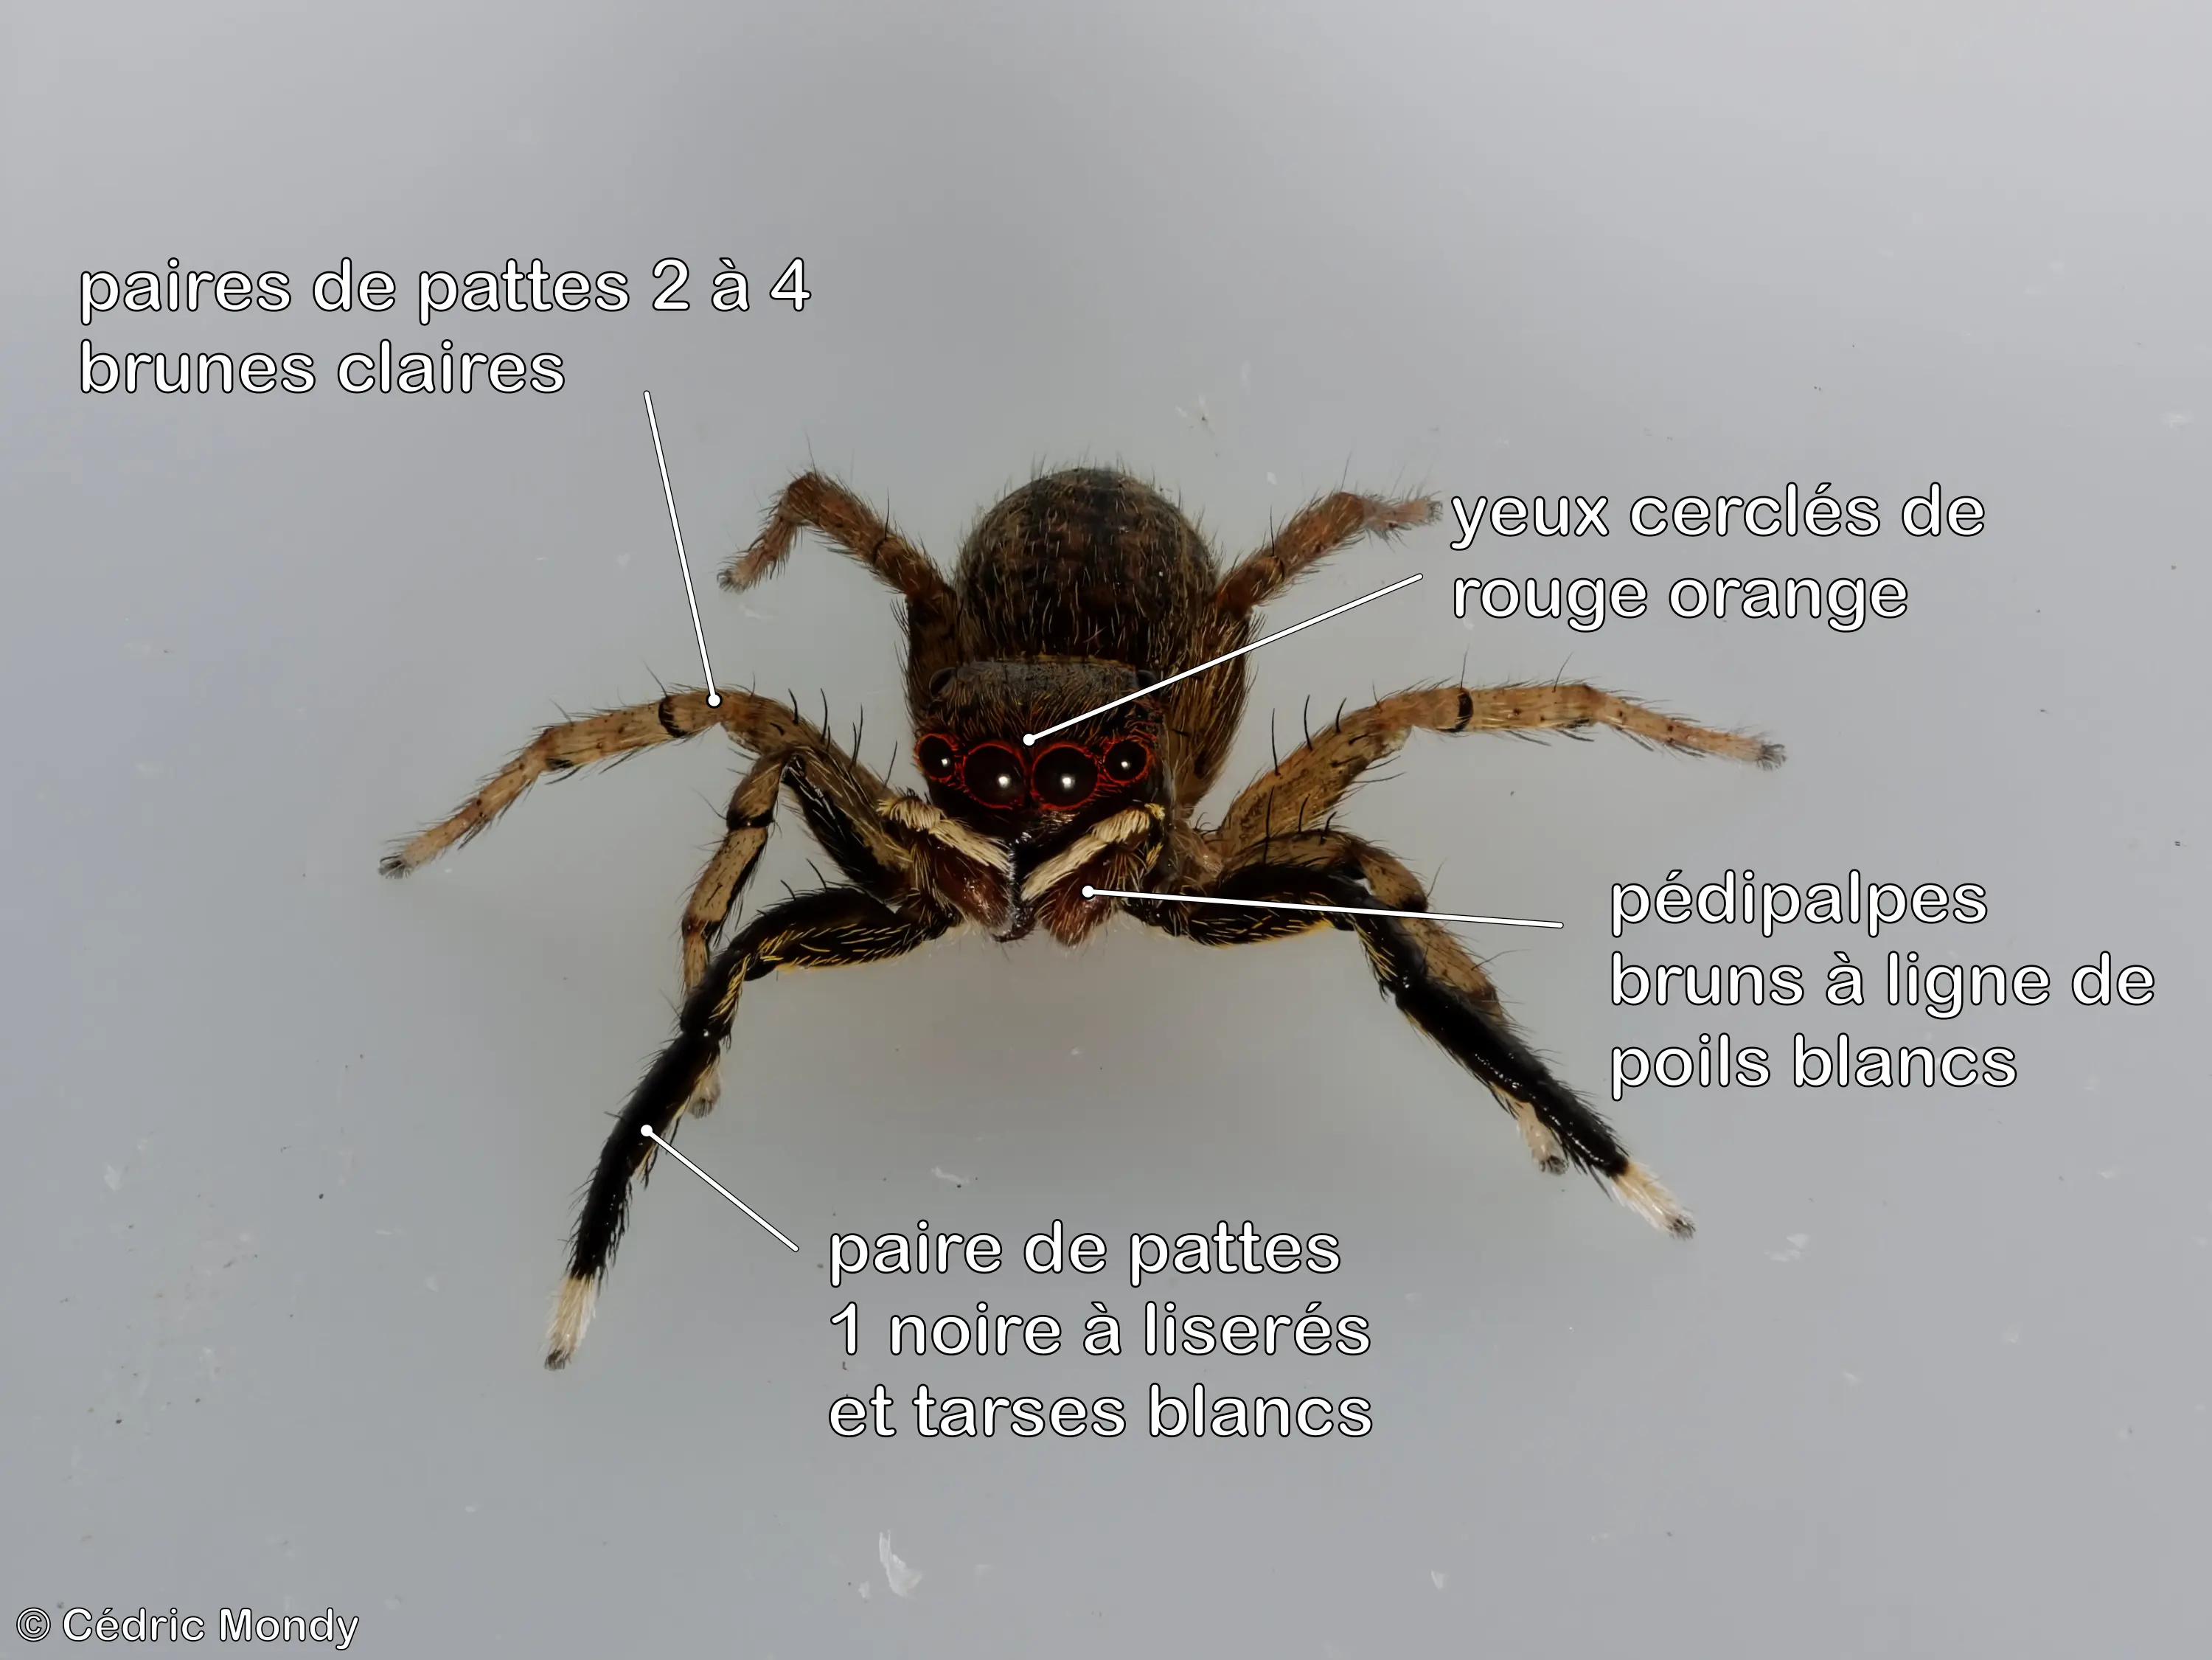 paires de pattes 2 à 4
brunes claires
yeux cerclés de
rouge orange
pédipalpes
bruns à ligne de
poils blancs
paire de pattes
1 noire à liserés
et tarses blancs
© Cédric Mondy